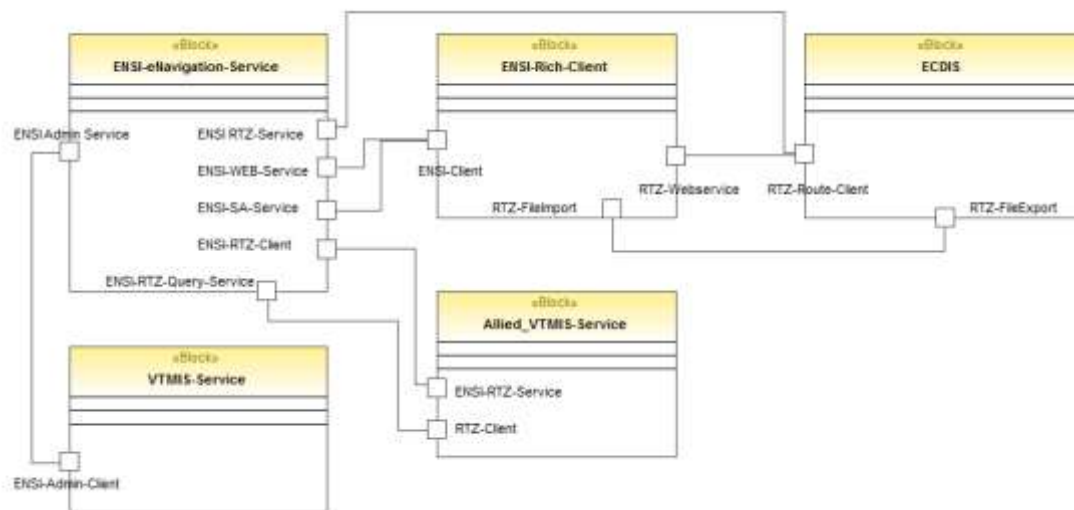 «Block»
ENSI-eNavigation-Service
«Block»
ENSI-Rich-Client
«Block»
ECDIS
ENSI Admin Service
ENSI RTZ-Service
ENSI-WEB-Service
ENSI-Client
RTZ-Webservice
RTZ-Route-Client
ENSI-SA-Service
RTZ-FileImport
RTZ-FileExport
ENSI-RTZ-Client
ENSI-RTZ-Query-Service
«Block»
Allied_VTMIS-Service
«Block»
VTMIS-Service
ENSI-RTZ-Service
RTZ-Client
ENSI-Admin-Client